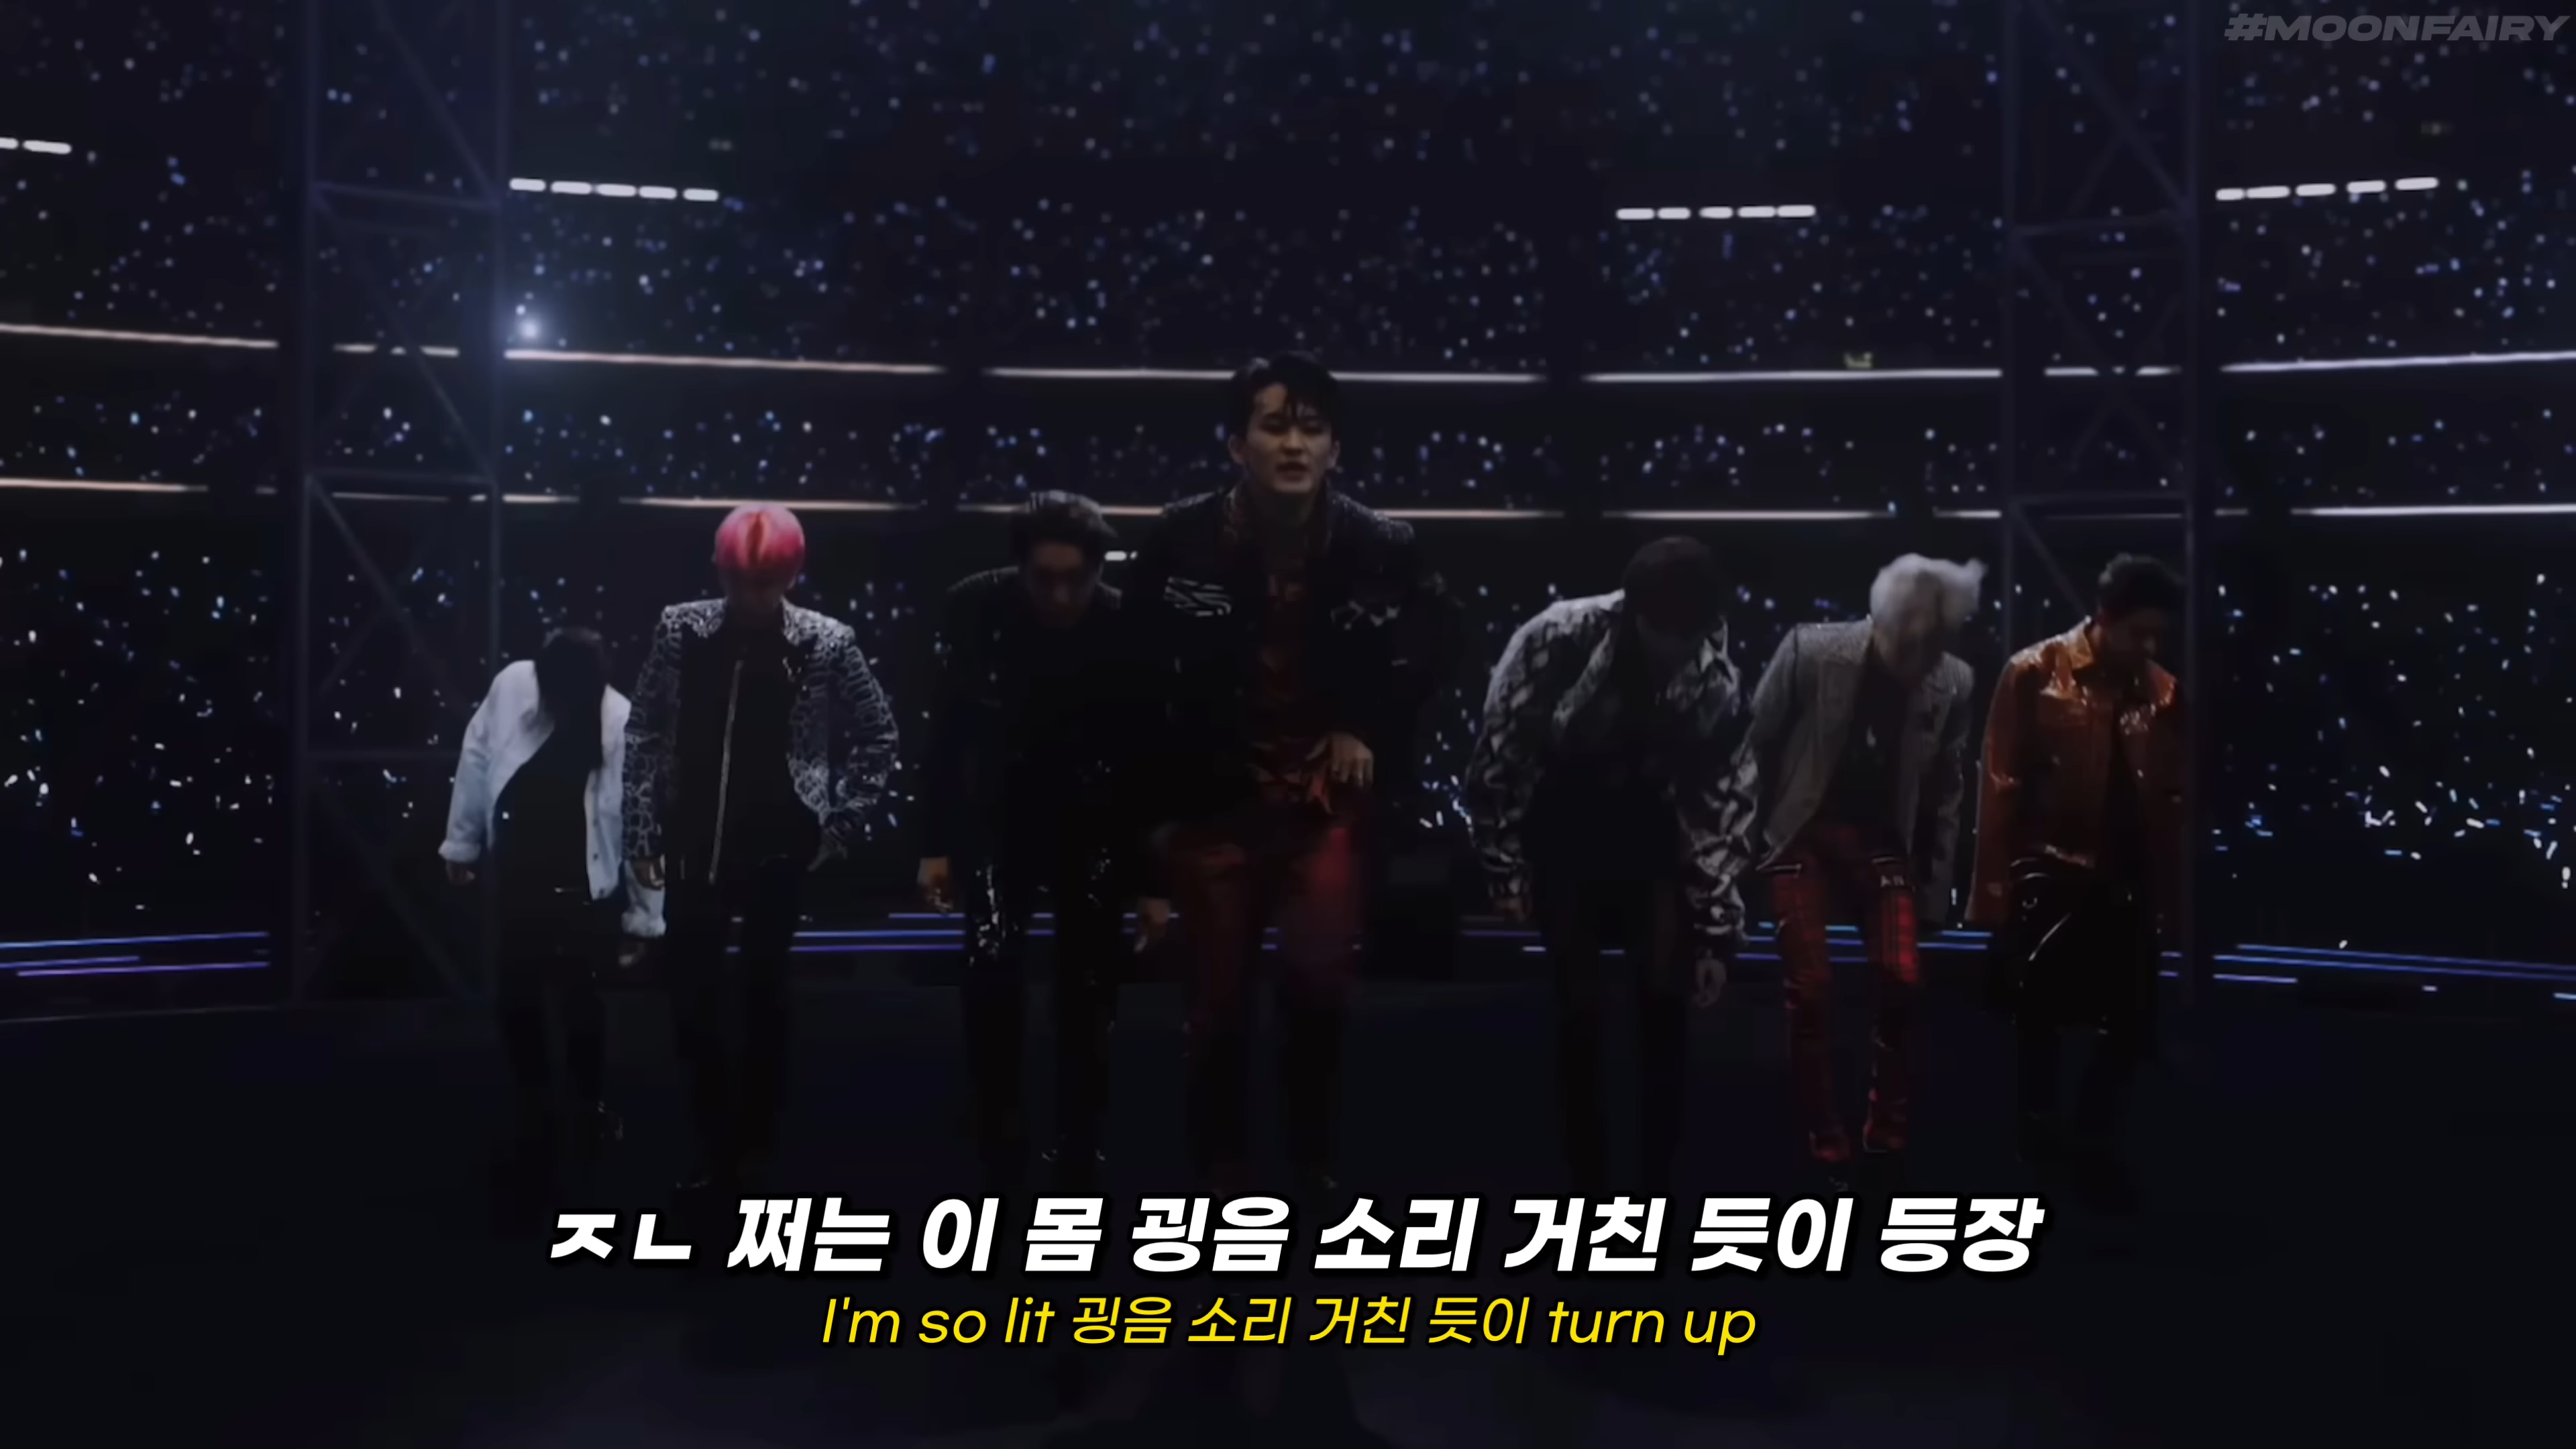 #MOONFAIRY
ㅈㄴ 쩌는 이 몸 굉음 소리 거친 듯이 등장
I'm so lit 굉음 소리 거친 듯이 turn up